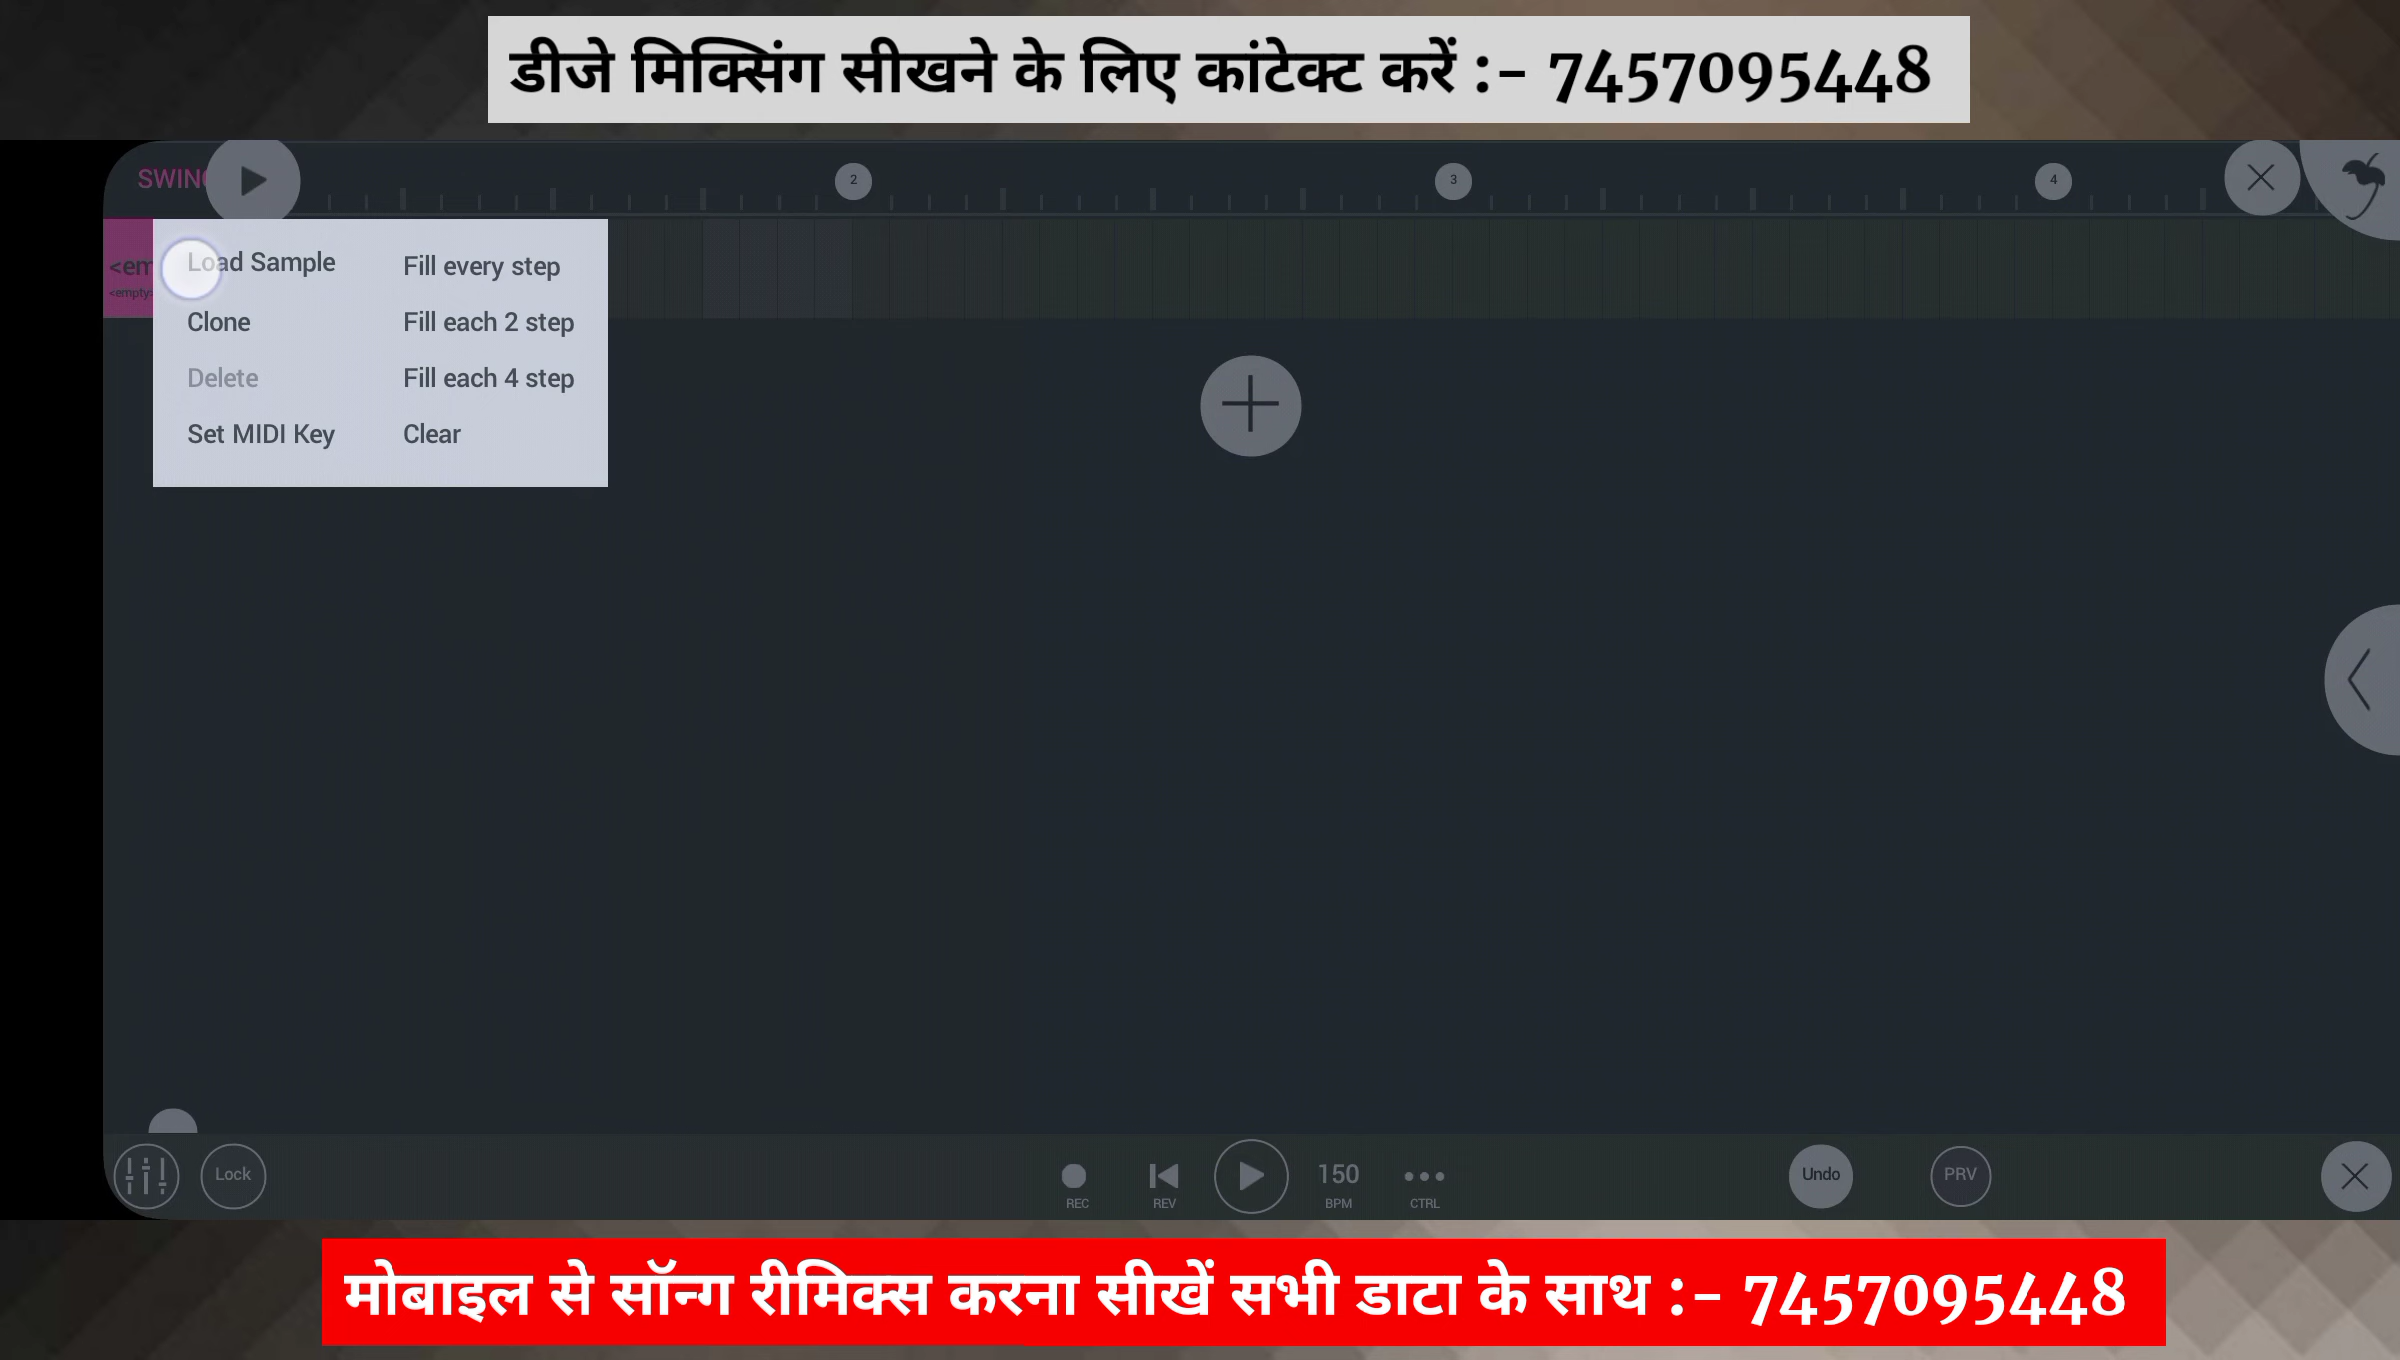 डीजे मिक्सिंग सीखने के लिए कांटेक्ट करें :- 7457095448
SWING
2 3 4
<em
<empty>
Load Sample Fill every step
Clone Fill each 2 step
Delete Fill each 4 step
Set MIDI Key Clear
Lock 150 Undo PRV
REC REV BPM CTRL
मोबाइल से सॉन्ग रीमिक्स करना सीखें सभी डाटा के साथ :- 7457095448